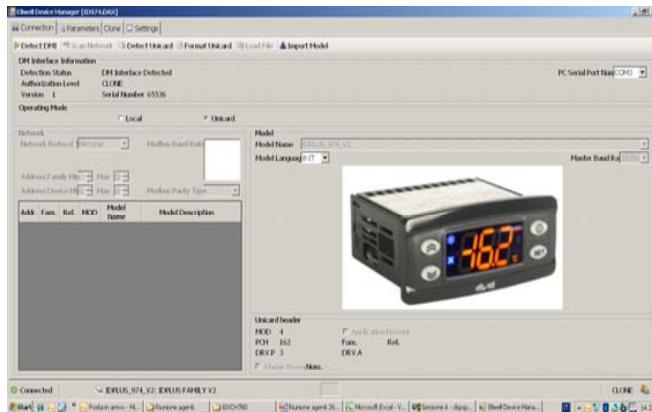 Eliwell Device Manager [ID974.DAX]
Connection Parameters Clone Settings
Detect DMI Scan Network Detect Unicard Format Unicard Load File Import Model
DM Interface Information
Detection Status DM Interface Detected
PC Serial Port COM3
Authorization Level CLONE
Version 1 Serial Number 65536
Operating Mode
Local Unicard
Network Model
Network Protocol Modbus Baud Rate Model Name IDPLUS_974_V2
Model Language Master Baud
Address Family Min Max
Address Device Min Max Modbus Parity Type
Addr. Fam. Rel. MOD Model Name Model Description
-16.2
eliwell
Unicard header
MOD 4 Application Present
PCH 162 Fam. Rel.
DRV.P 3 DRV.A
Num.
Connected IDPLUS_974_V2: IDPLUS FAMILY V2 CLONE
Start Microsoft Excel - Eliwell Device Mana...